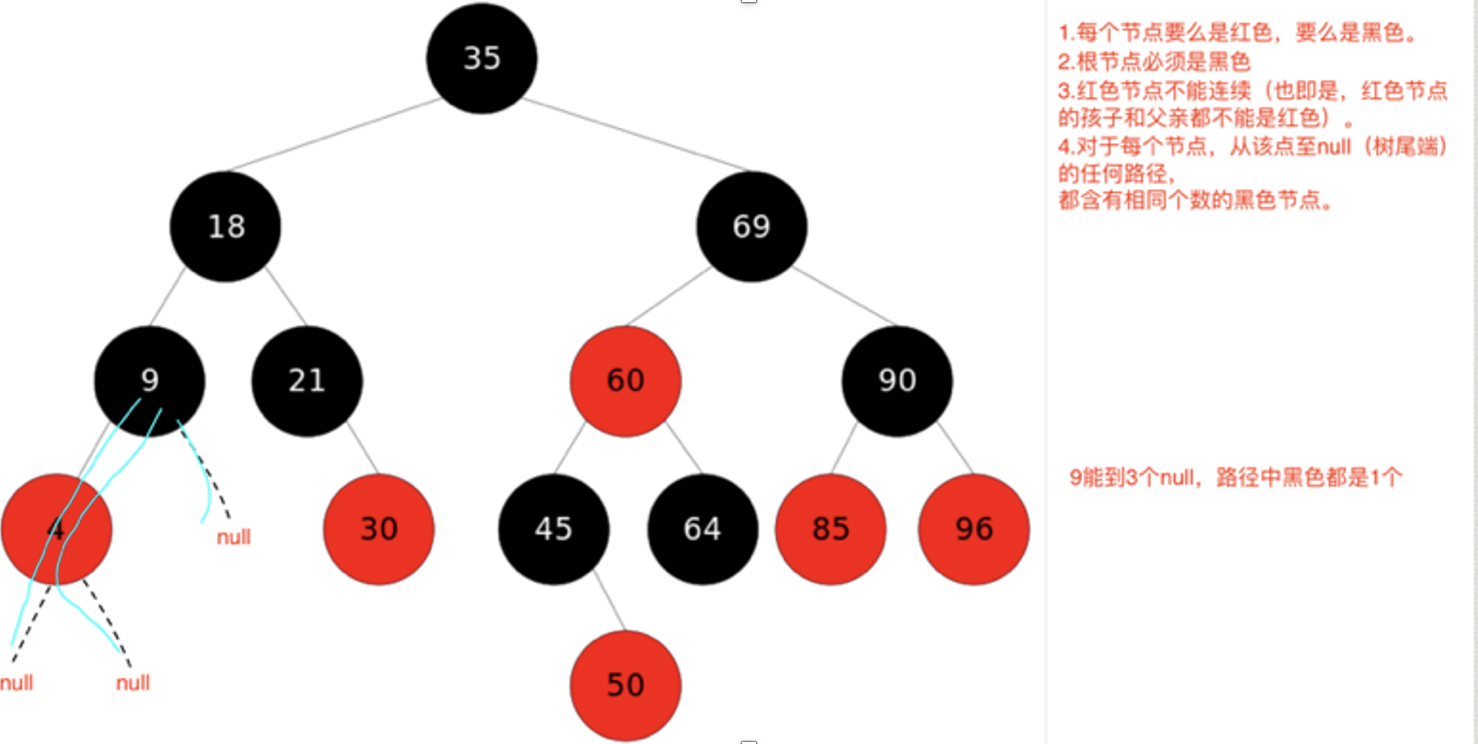 35
1.每个节点要么是红色，要么是黑色。
2.根节点必须是黑色
3.红色节点不能连续（也即是，红色节点
的孩子和父亲都不能是红色）。
4.对于每个节点，从该点至null（树尾端）
的任何路径，
都含有相同个数的黑色节点。
18
69
9
21
60
90
9能到3个null，路径中黑色都是1个
4
30
45
64
85
96
null
null
null
50